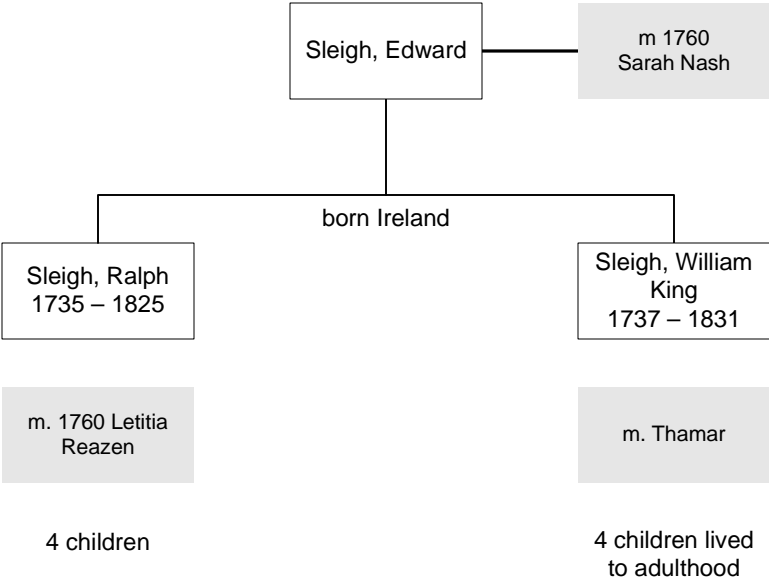 Sleigh, Edward
m 1760
Sarah Nash
born Ireland
Sleigh, Ralph
1735 – 1825
Sleigh, William
King
1737 – 1831
m. 1760 Letitia
Reazen
m. Thamar
4 children
4 children lived
to adulthood